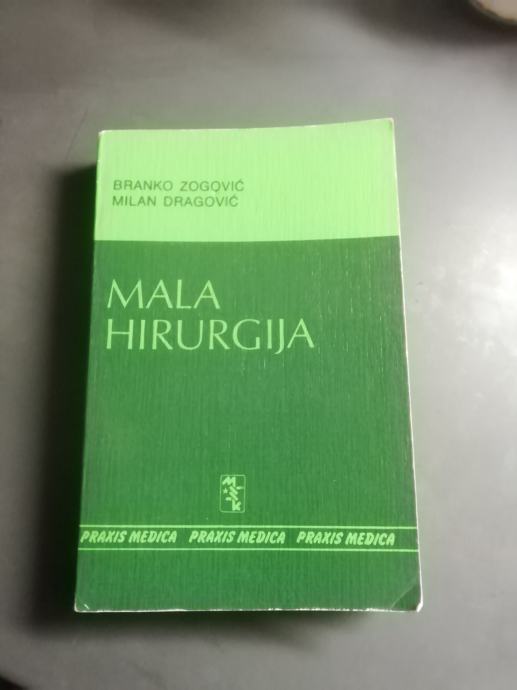 BRANKO ZOGOVIĆ
MILAN DRAGOVIĆ
MALA
HIRURGIJA
M
K
PRAXIS MEDICA PRAXIS MEDICA PRAXIS MEDICA